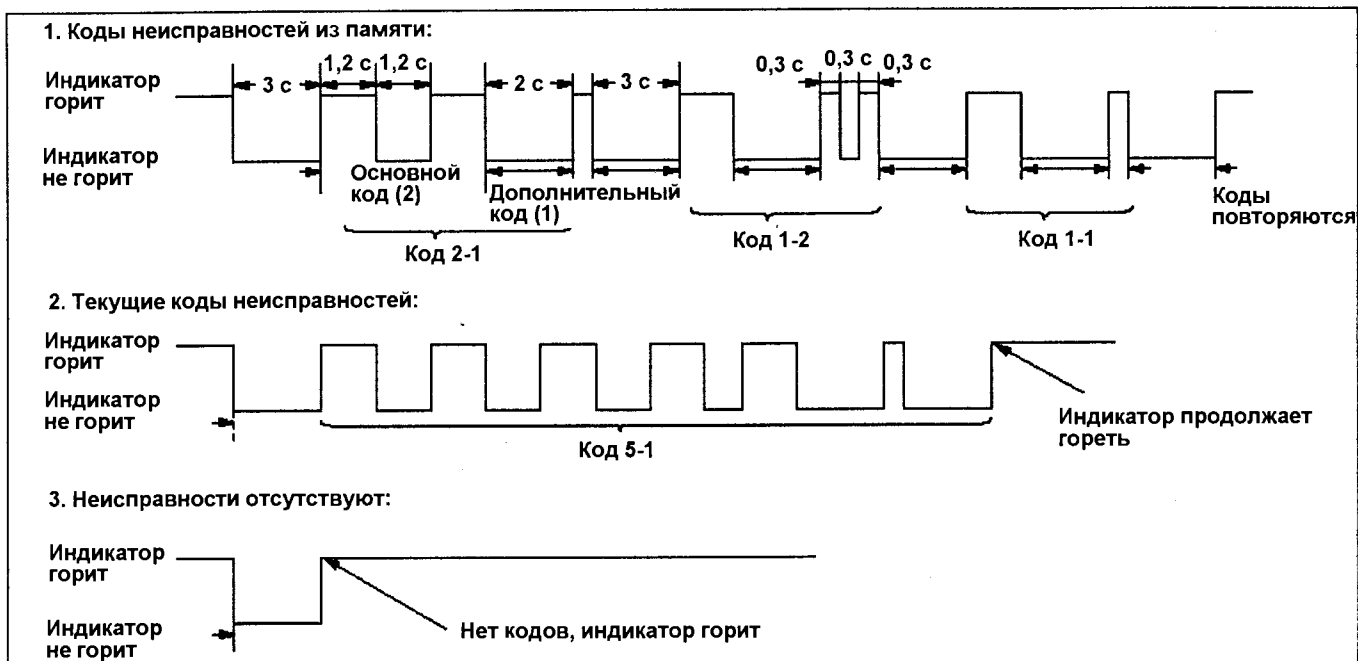 1. Коды неисправностей из памяти:
Индикатор
горит
3 с
1,2 с
1,2 с
2 с
3 с
0,3 с
0,3 с
0,3 с
Индикатор
не горит
Основной
код (2)
Дополнительный
код (1)
Код 2-1
Код 1-2
Код 1-1
Коды
повторяются
2. Текущие коды неисправностей:
Индикатор
горит
Индикатор
не горит
Код 5-1
Индикатор продолжает
гореть
3. Неисправности отсутствуют:
Индикатор
горит
Индикатор
не горит
Нет кодов, индикатор горит